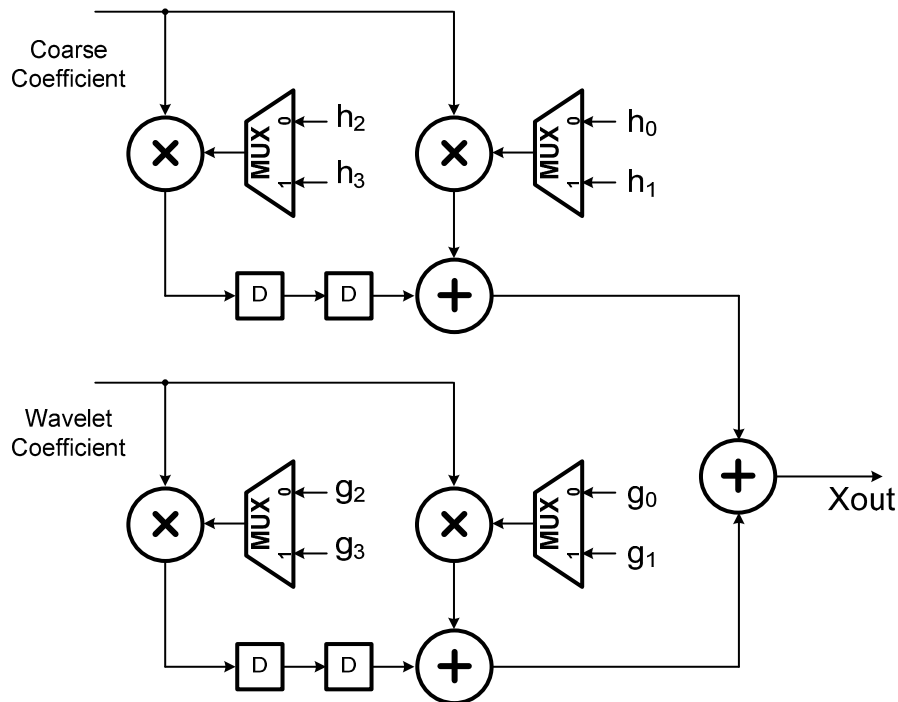 Coarse
Coefficient
MUX
0
1
h2
h3
MUX
0
1
h0
h1
D
D
Wavelet
Coefficient
MUX
0
1
g2
g3
MUX
0
1
g0
g1
Xout
D
D